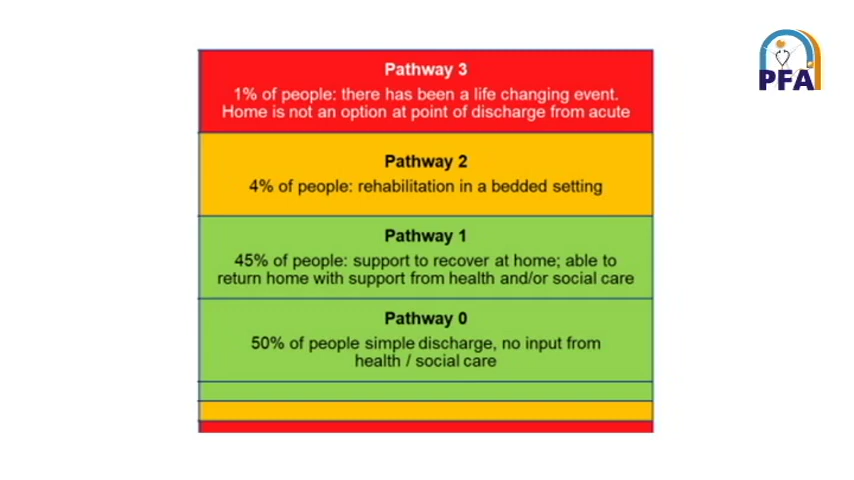 PFA
Pathway 3
1% of people: there has been a life changing event.
Home is not an option at point of discharge from acute
Pathway 2
4% of people: rehabilitation in a bedded setting
Pathway 1
45% of people: support to recover at home; able to
return home with support from health and/or social care
Pathway 0
50% of people simple discharge, no input from
health / social care